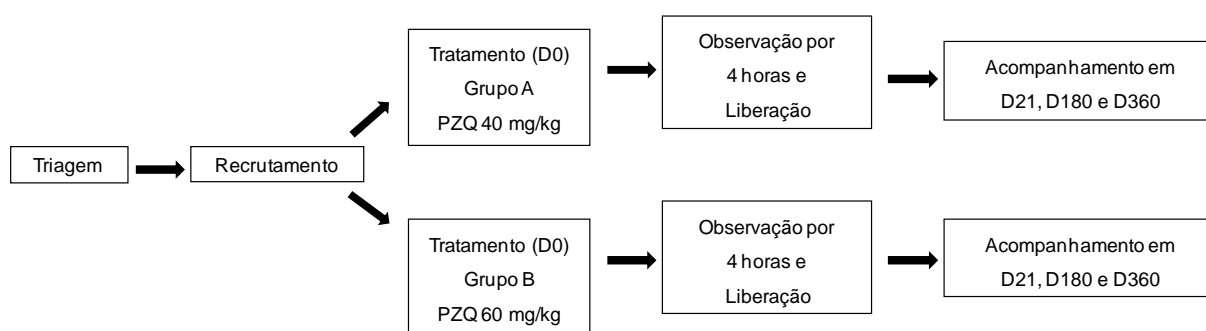 Triagem
Recrutamento
Tratamento (D0)
Grupo A
PZQ 40 mg/kg
Observação por
4 horas e
Liberação
Acompanhamento em
D21, D180 e D360
Tratamento (D0)
Grupo B
PZQ 60 mg/kg
Observação por
4 horas e
Liberação
Acompanhamento em
D21, D180 e D360